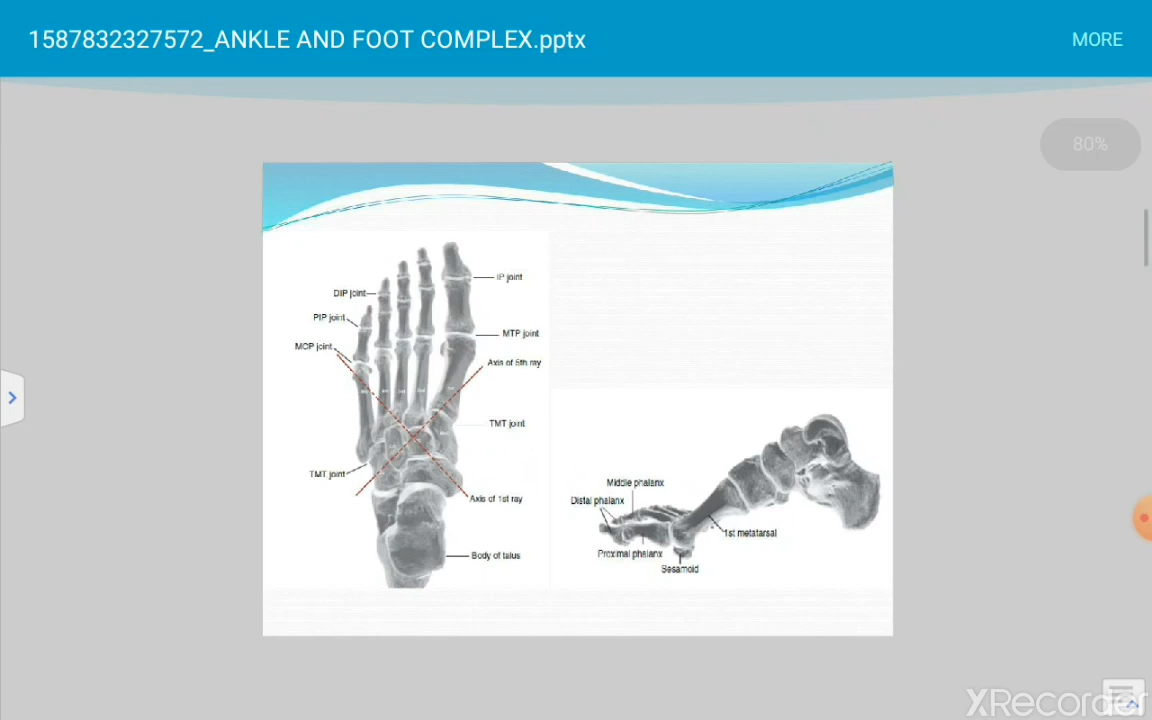 1587832327572_ANKLE AND FOOT COMPLEX.pptx
MORE
80%
IP joint
DIP joint
PIP joint
MTP joint
MCP joint
Axis of 5th ray
TMT joint
TMT joint
Axis of 1st ray
Body of talus
Middle phalanx
Distal phalanx
1st metatarsal
Proximal phalanx
Sesamoid
XRecorder